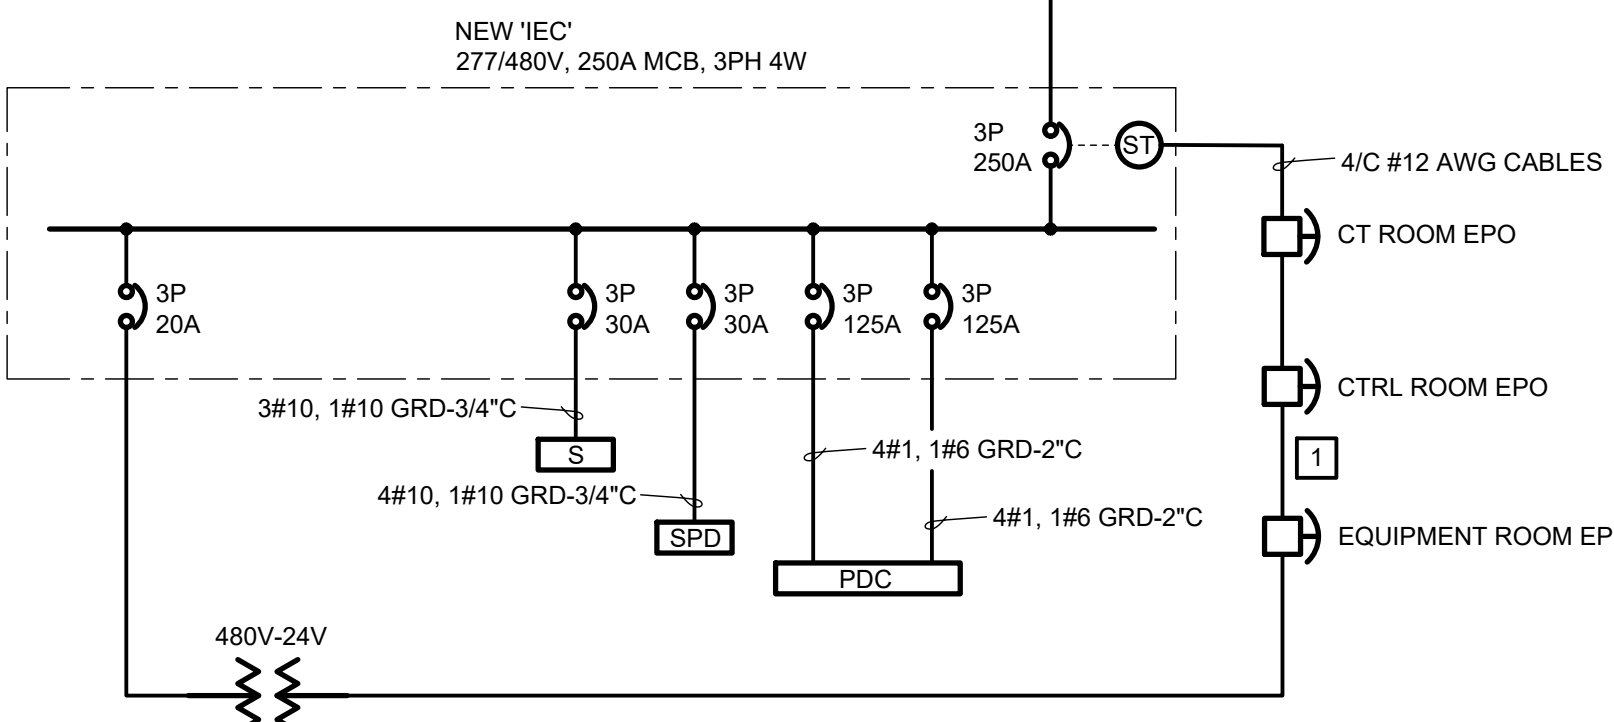 NEW 'IEC'
277/480V, 250A MCB, 3PH 4W
3P
250A
ST
4/C #12 AWG CABLES
CT ROOM EPO
3P
20A
3P
30A
3P
30A
3P
125A
3P
125A
CTRL ROOM EPO
3#10, 1#10 GRD-3/4"C
S
4#1, 1#6 GRD-2"C
1
4#10, 1#10 GRD-3/4"C
SPD
4#1, 1#6 GRD-2"C
EQUIPMENT ROOM EP
PDC
480V-24V